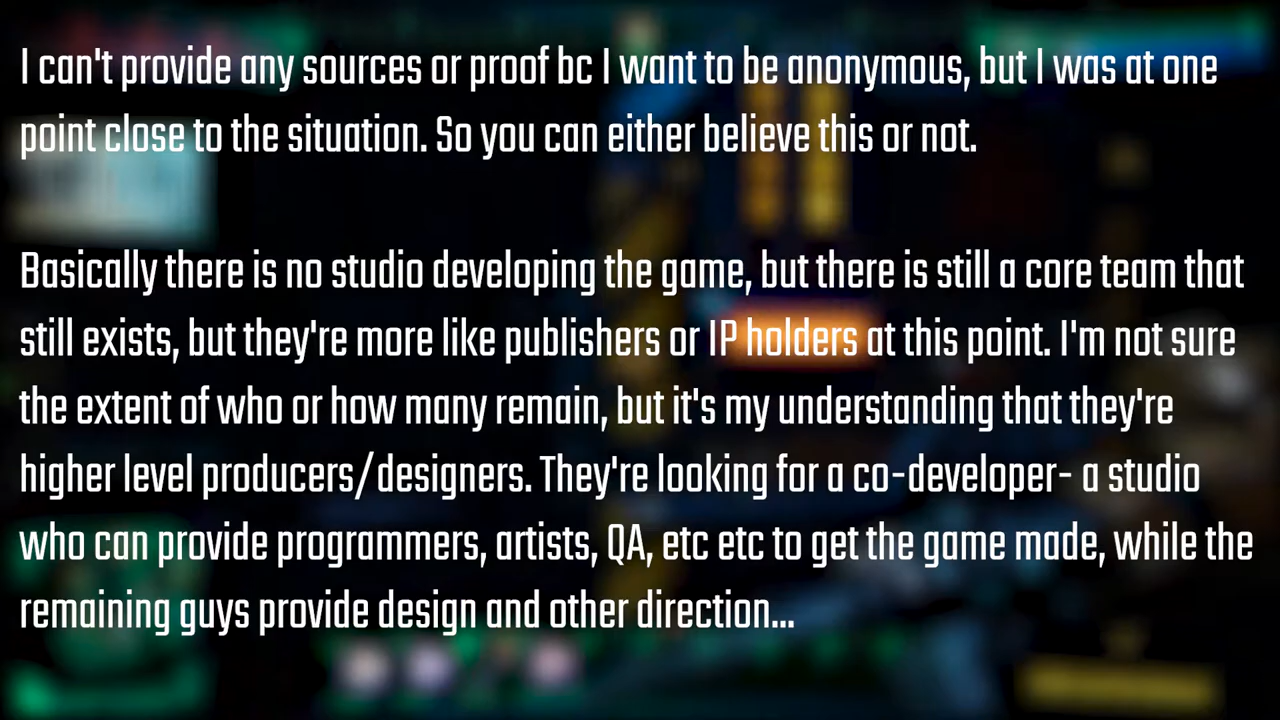 I can't provide any sources or proof bc I want to be anonymous, but I was at one
point close to the situation. So you can either believe this or not.
Basically there is no studio developing the game, but there is still a core team that
still exists, but they're more like publishers or IP holders at this point. I'm not sure
the extent of who or how many remain, but it's my understanding that they're
higher level producers/designers. They're looking for a co-developer- a studio
who can provide programmers, artists, QA, etc etc to get the game made, while the
remaining guys provide design and other direction...